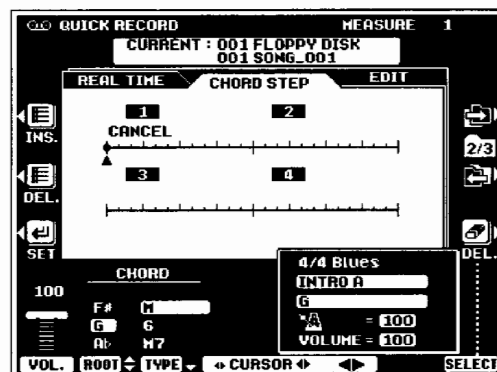 QUICK RECORD MEASURE 1
CURRENT : 001 FLOPPY DISK
001 SONG_001
REAL TIME CHORD STEP EDIT
1 2
CANCEL
INS.
2/3
3 4
DEL.
SET
DEL.
4/4 Blues
CHORD
INTRO A
100
G
F# M
= 100
G 6
VOLUME = 100
A♭ M7
VOL. ROOT TYPE CURSOR SELECT